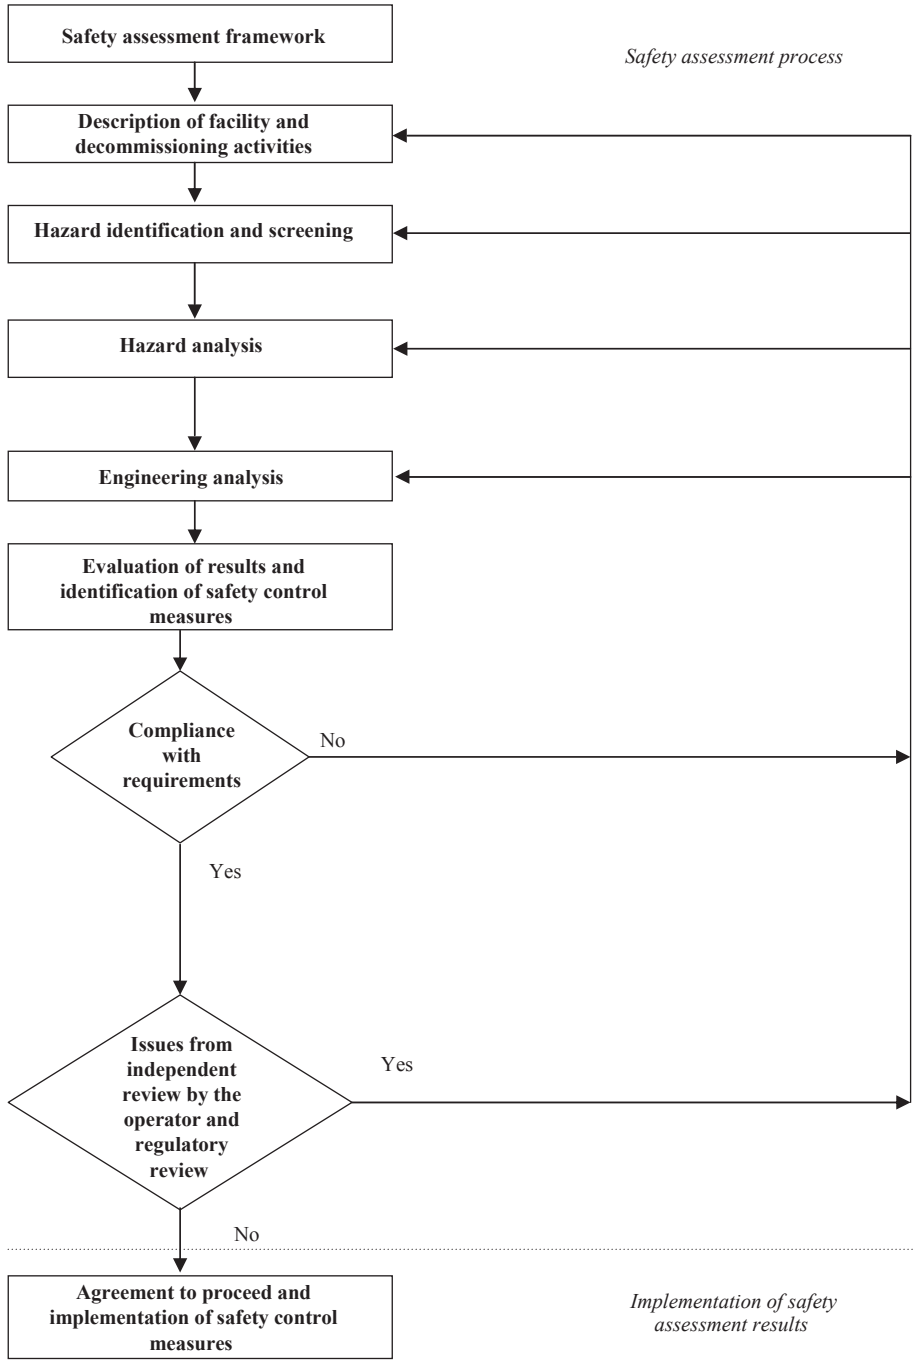 Safety assessment framework
Safety assessment process
Description of facility and
decommissioning activities
Hazard identification and screening
Hazard analysis
Engineering analysis
Evaluation of results and
identification of safety control
measures
Compliance
with
requirements
No
Yes
Issues from
independent
review by the
operator and
regulatory
review
Yes
No
Agreement to proceed and
implementation of safety control
measures
Implementation of safety
assessment results